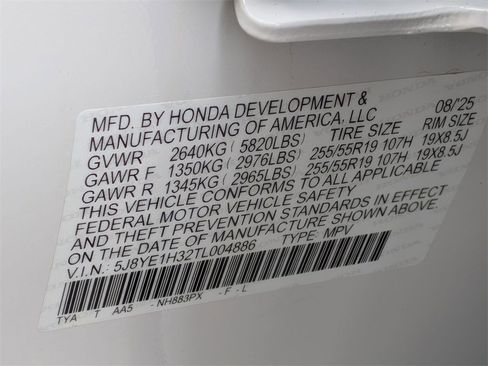 MFD. BY HONDA DEVELOPMENT & 08/'25
MANUFACTURING OF AMERICA, LLC
TIRE SIZE RIM SIZE
GVWR 2640KG ( 5820LBS)
GAWR F 1350KG ( 2976LBS) 255/55R19 107H 19X8.5J
GAWR R 1345KG ( 2965LBS) 255/55R19 107H 19X8.5J
THIS VEHICLE CONFORMS TO ALL APPLICABLE
FEDERAL MOTOR VEHICLE SAFETY
AND THEFT PREVENTION STANDARDS IN EFFECT
ON THE DATE OF MANUFACTURE SHOWN ABOVE.
V.I.N.: 5J8YE1H32TL004886 TYPE: MPV
TYA T AA5 -NH883PX -F -L